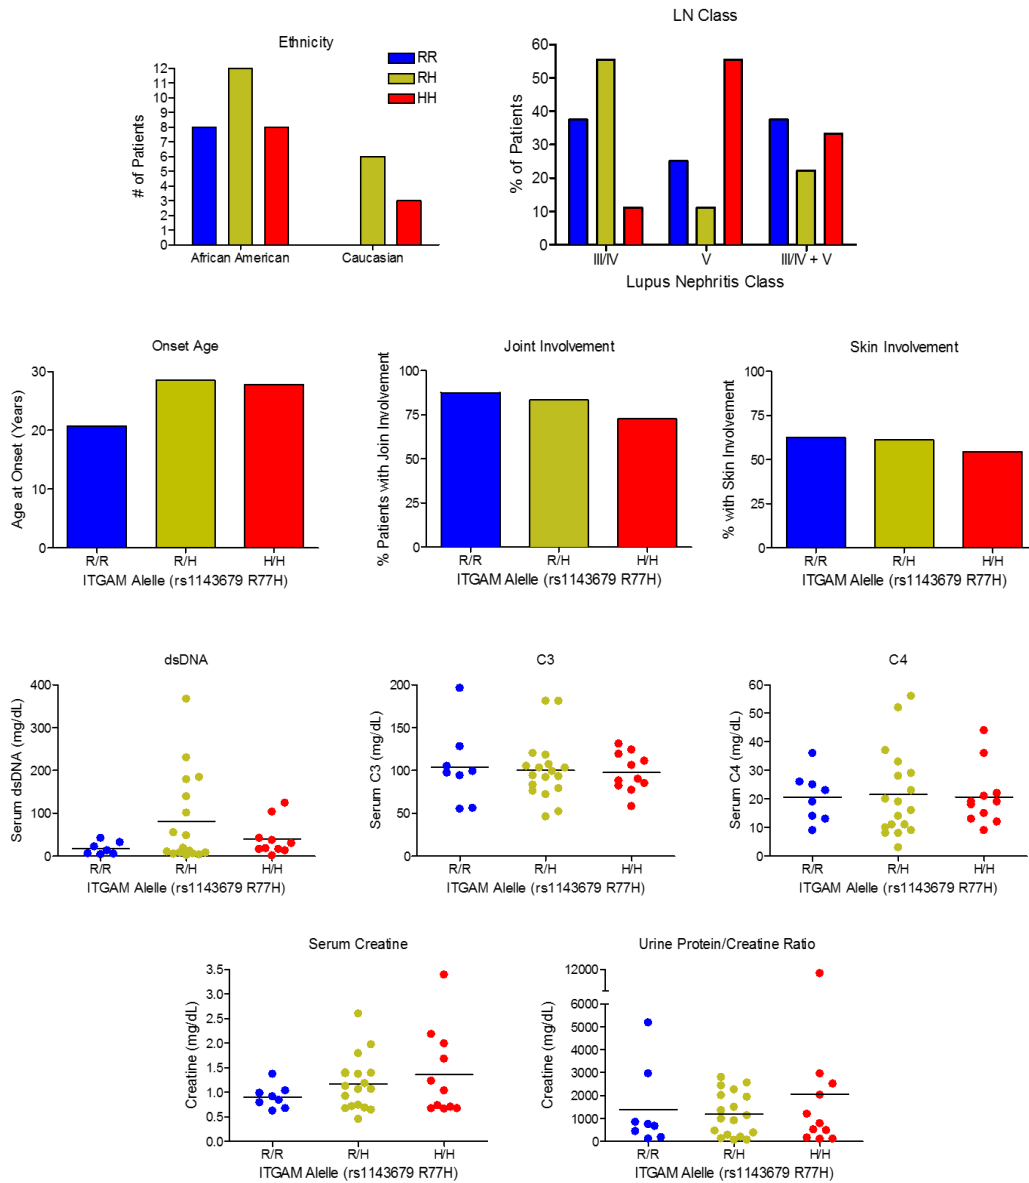 Ethnicity
RR
RH
HH
# of Patients
12
11
10
9
8
7
6
5
4
3
2
1
0
African American
Caucasian
LN Class
% of Patients
60
50
40
30
20
10
0
III/IV
V
III/IV + V
Lupus Nephritis Class
Onset Age
Age at Onset (Years)
30
20
10
0
R/R
R/H
H/H
ITGAM Alelle (rs1143679 R77H)
Joint Involvement
% Patients with Join Involvement
100
75
50
25
0
R/R
R/H
H/H
ITGAM Alelle (rs1143679 R77H)
Skin Involvement
% with Skin Involvement
100
75
50
25
0
R/R
R/H
H/H
ITGAM Alelle (rs1143679 R77H)
dsDNA
Serum dsDNA (mg/dL)
400
300
200
100
0
R/R
R/H
H/H
ITGAM Alelle (rs1143679 R77H)
C3
Serum C3 (mg/dL)
200
150
100
50
0
R/R
R/H
H/H
ITGAM Alelle (rs1143679 R77H)
C4
Serum C4 (mg/dL)
60
50
40
30
20
10
0
R/R
R/H
H/H
ITGAM Alelle (rs1143679 R77H)
Serum Creatine
Creatine (mg/dL)
3.5
3.0
2.5
2.0
1.5
1.0
0.5
0.0
R/R
R/H
H/H
ITGAM Alelle (rs1143679 R77H)
Urine Protein/Creatine Ratio
Creatine (mg/dL)
12000
6000
5000
4000
3000
2000
1000
0
R/R
R/H
H/H
ITGAM Alelle (rs1143679 R77H)